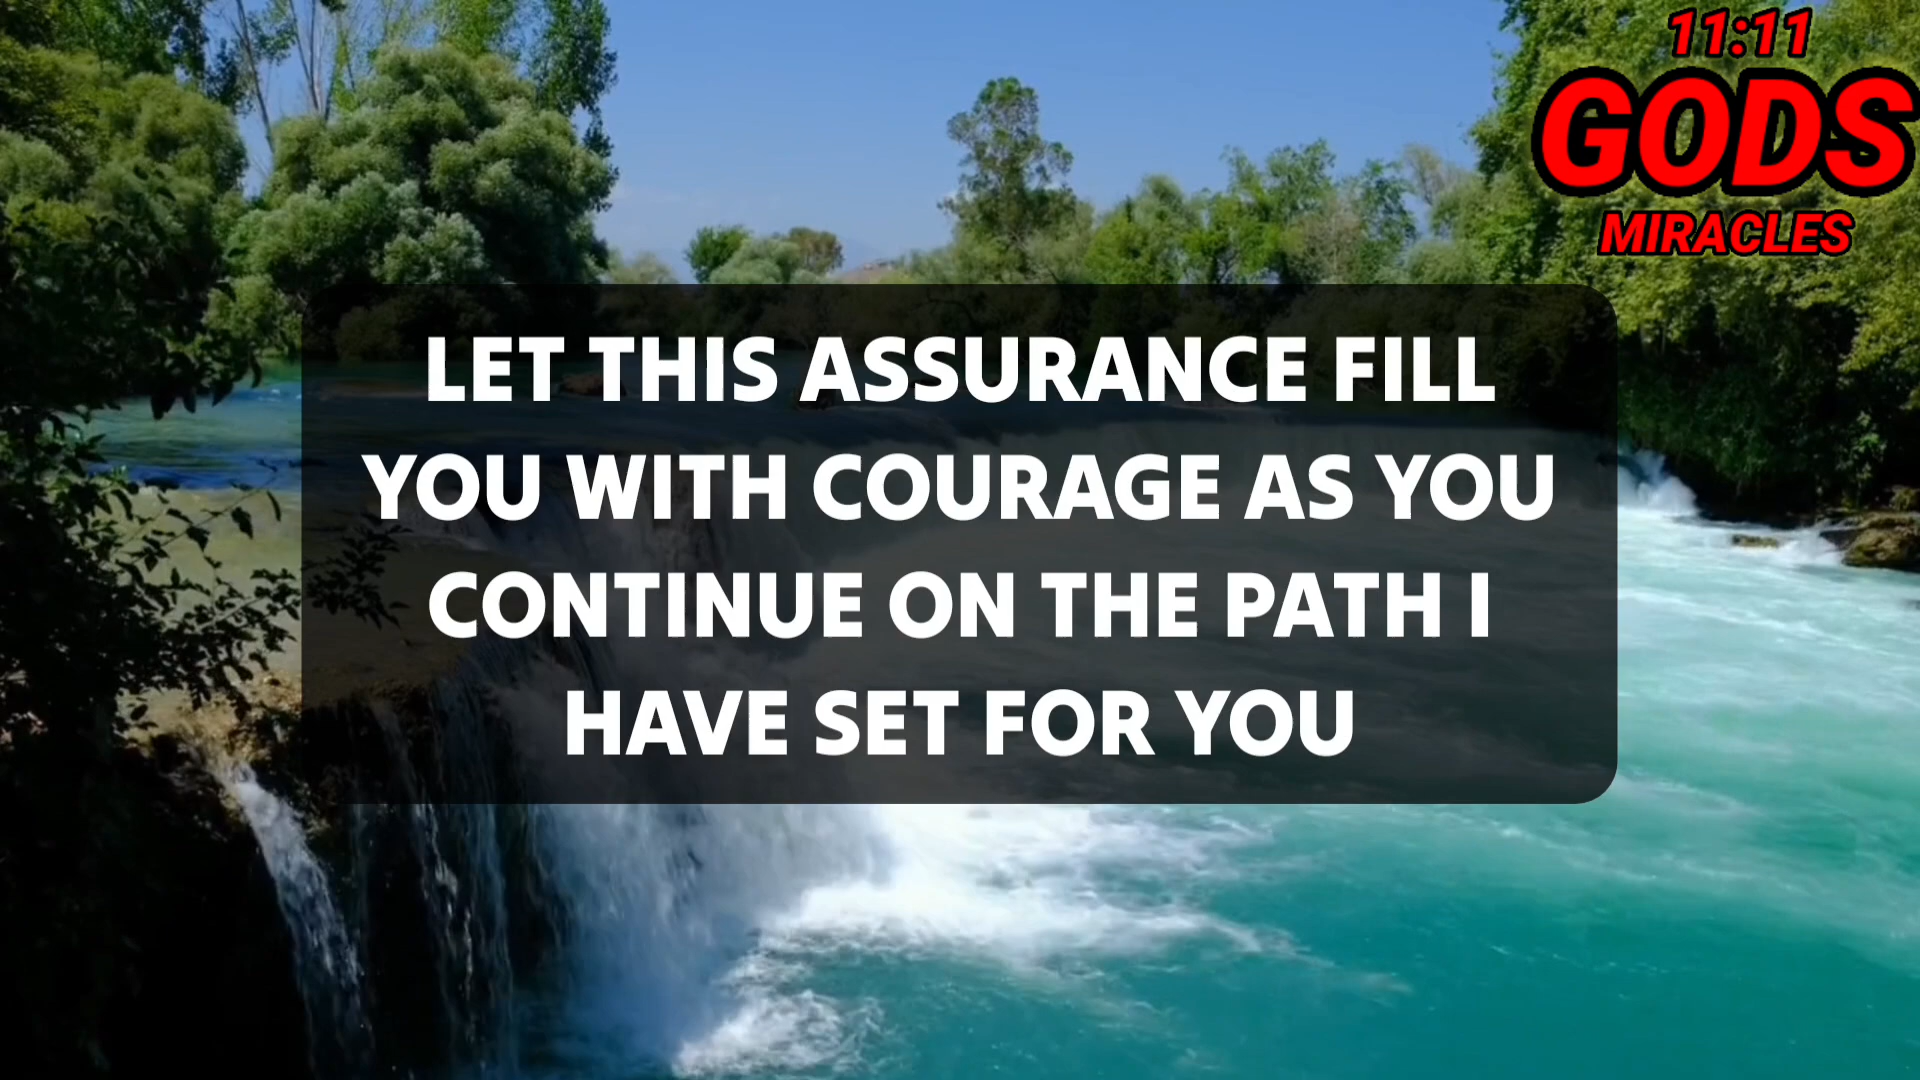 11:11
GODS
MIRACLES
LET THIS ASSURANCE FILL
YOU WITH COURAGE AS YOU
CONTINUE ON THE PATH I
HAVE SET FOR YOU